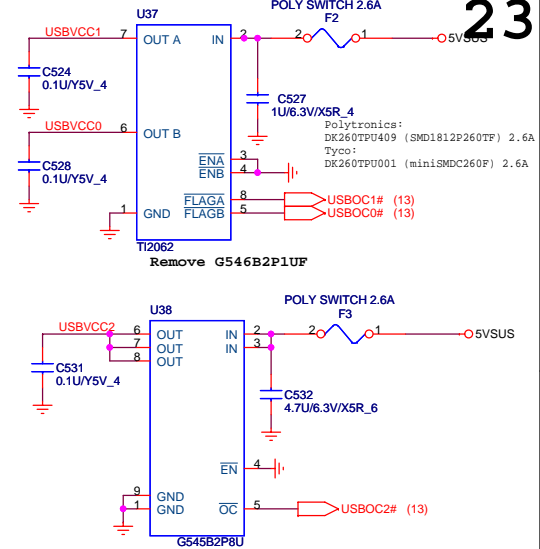 POLY SWITCH 2.6A
23
U37
F2
USBVCC1
7
OUT A
IN
2
2
1
5VSUS
C524
0.1U/Y5V_4
C527
1U/6.3V/X5R_4
Polytronics:
DK260TPU409 (SMD1812P260TF) 2.6A
Tyco:
DK260TPU001 (miniSMDC260F) 2.6A
USBVCC0
6
OUT B
C528
0.1U/Y5V_4
ENA
3
ENB
4
FLAGA
8
USBOC1# (13)
1
GND
FLAGB
5
USBOC0# (13)
TI2062
Remove G546B2P1UF
U38
POLY SWITCH 2.6A
F3
USBVCC2
6
OUT
IN
2
2
1
5VSUS
7
OUT
IN
3
8
OUT
C531
0.1U/Y5V_4
C532
4.7U/6.3V/X5R_6
EN
4
9
GND
1
GND
OC
5
USBOC2# (13)
G545B2P8U